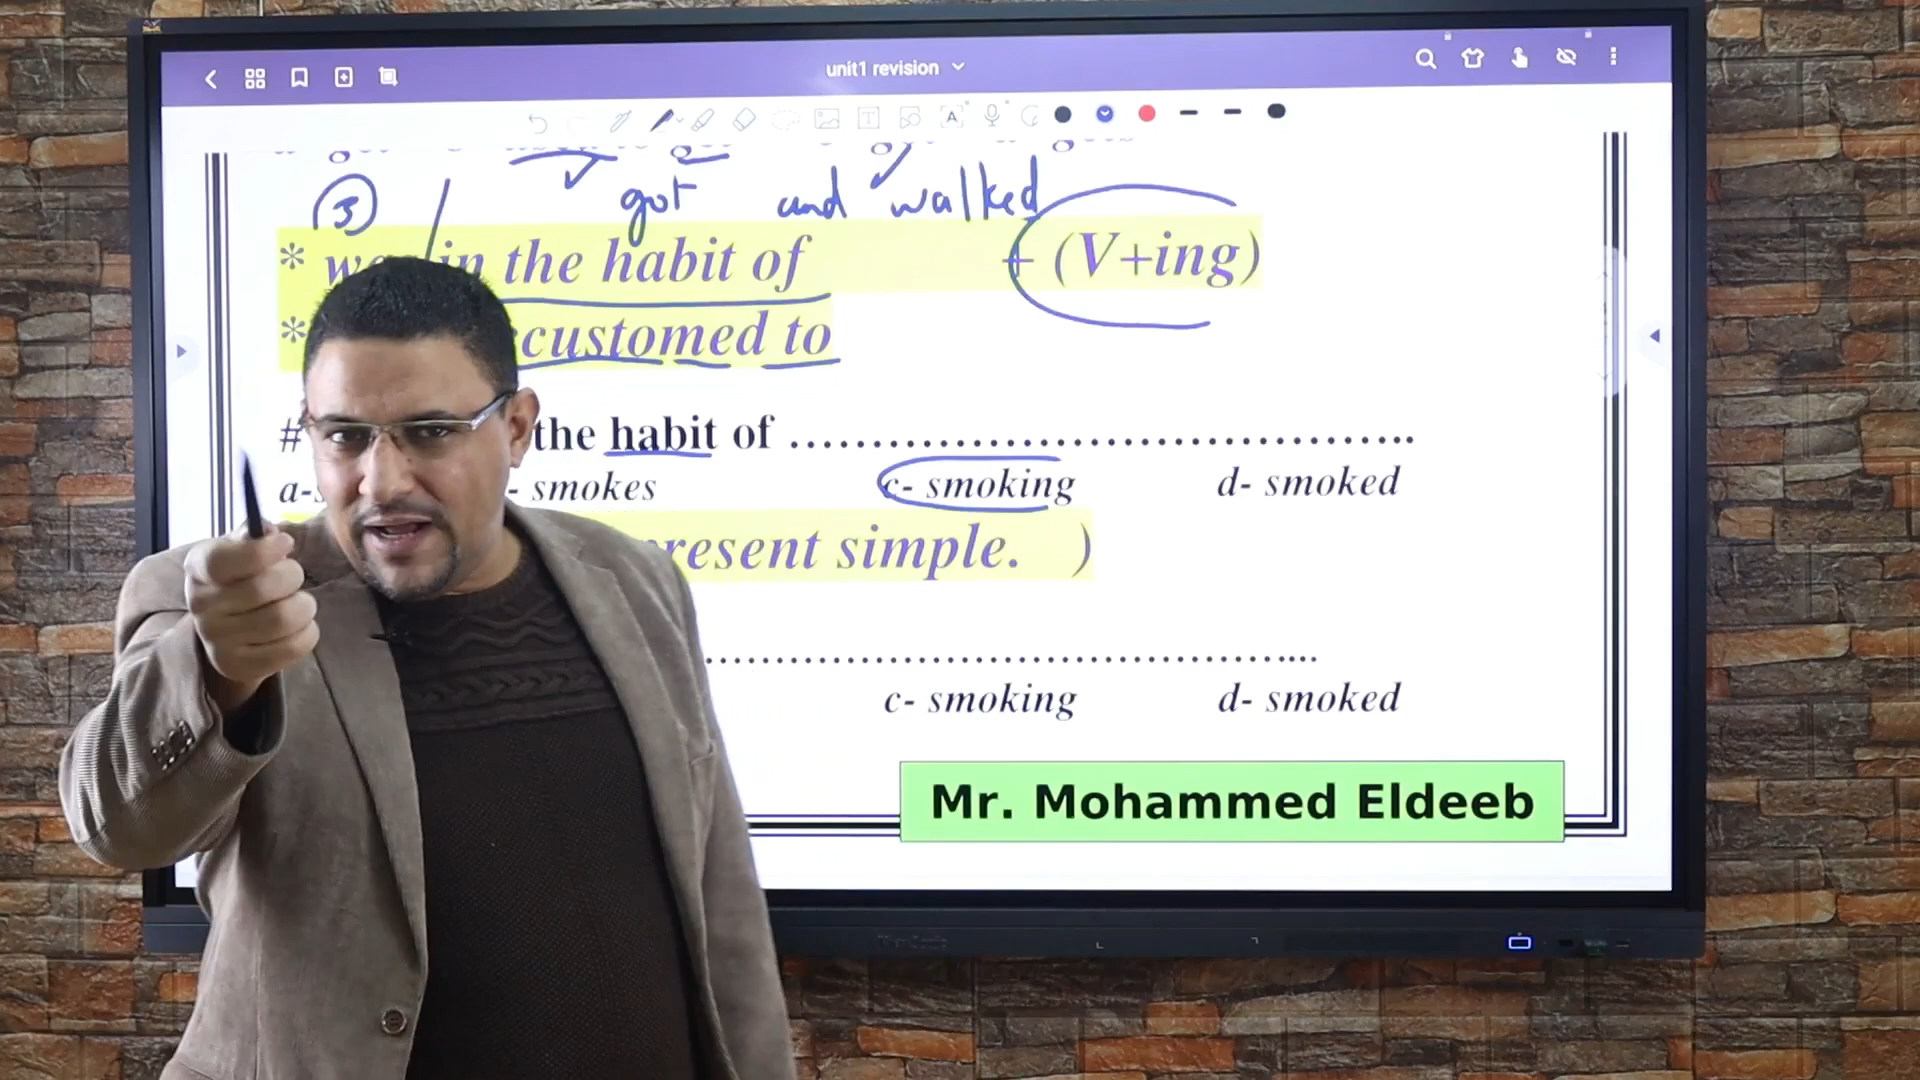 unit1 revision
3 got and walked
* in the habit of + (V+ing)
* customed to
# the habit of ........................................
a- - smokes c- smoking d- smoked
resent simple. )
........................................
c- smoking d- smoked
Mr. Mohammed Eldeeb